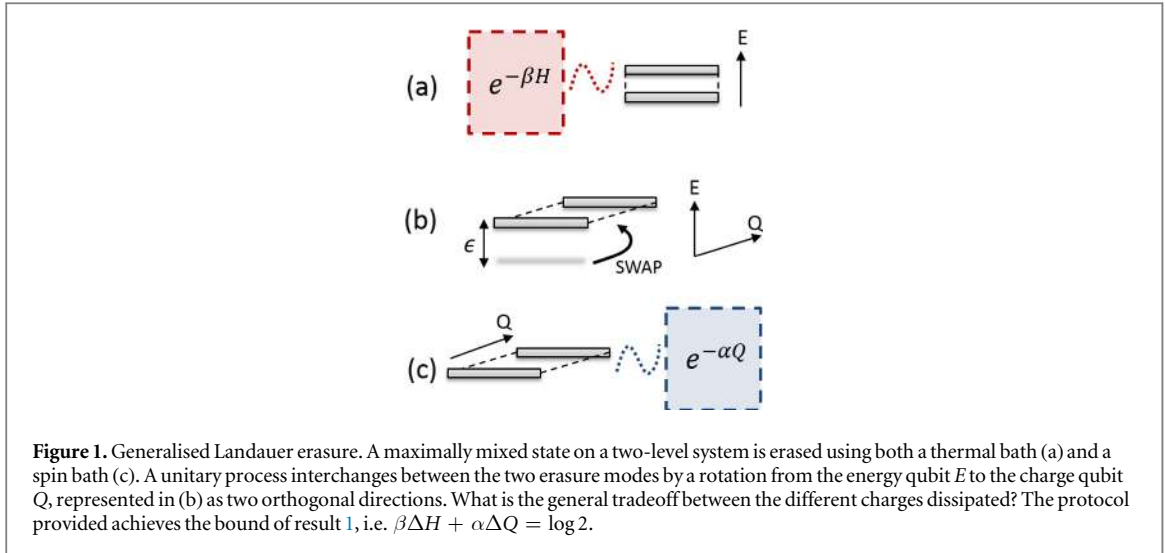 (a)
e^{-βH}
E
(b)
ϵ
SWAP
E
Q
(c)
Q
e^{-αQ}
Figure 1. Generalised Landauer erasure. A maximally mixed state on a two-level system is erased using both a thermal bath (a) and a
spin bath (c). A unitary process interchanges between the two erasure modes by a rotation from the energy qubit E to the charge qubit
Q, represented in (b) as two orthogonal directions. What is the general tradeoff between the different charges dissipated? The protocol
provided achieves the bound of result 1, i.e. βΔH + αΔQ = log 2.